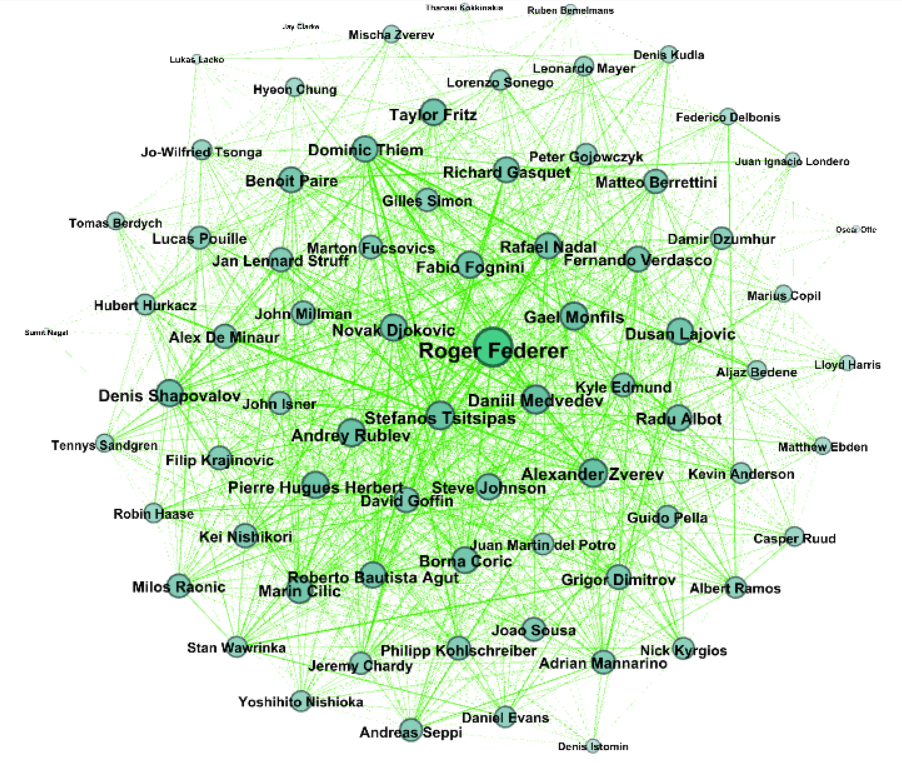 Thanasi Kokkinakis
Ruben Bemelmans
Jay Clarke
Mischa Zverev
Lukas Lacko
Denis Kudla
Leonardo Mayer
Lorenzo Sonego
Hyeon Chung
Taylor Fritz
Federico Delbonis
Jo-Wilfried Tsonga
Dominic Thiem
Peter Gojowczyk
Juan Ignacio Londero
Richard Gasquet
Benoit Paire
Matteo Berrettini
Gilles Simon
Tomas Berdych
Oscar Otte
Lucas Pouille
Damir Dzumhur
Marton Fucsovics
Rafael Nadal
Jan Lennard Struff
Fernando Verdasco
Fabio Fognini
Marius Copil
Hubert Hurkacz
John Millman
Gael Monfils
Sumit Nagal
Alex De Minaur
Novak Djokovic
Dusan Lajovic
Roger Federer
Lloyd Harris
Aljaz Bedene
Kyle Edmund
Denis Shapovalov
John Isner
Daniil Medvedev
Stefanos Tsitsipas
Radu Albot
Andrey Rublev
Tennys Sandgren
Matthew Ebden
Filip Krajinovic
Alexander Zverev
Kevin Anderson
Pierre Hugues Herbert
Steve Johnson
David Goffin
Robin Haase
Guido Pella
Kei Nishikori
Casper Ruud
Juan Martin del Potro
Borna Coric
Roberto Bautista Agut
Grigor Dimitrov
Milos Raonic
Marin Cilic
Albert Ramos
Joao Sousa
Stan Wawrinka
Philipp Kohlschreiber
Nick Kyrgios
Jeremy Chardy
Adrian Mannarino
Yoshihito Nishioka
Daniel Evans
Andreas Seppi
Denis Istomin